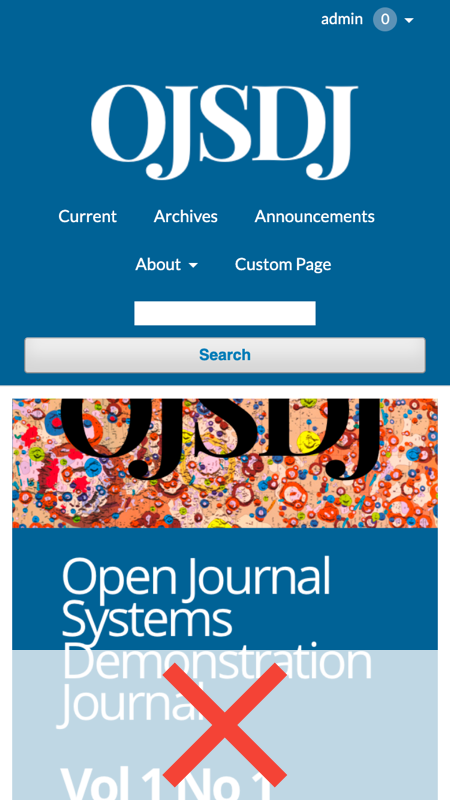 admin 0
OJSDJ
Current Archives Announcements
About Custom Page
Search
OJSDJ
Open Journal
Systems
Demonstration
Journal
Vol 1 No 1